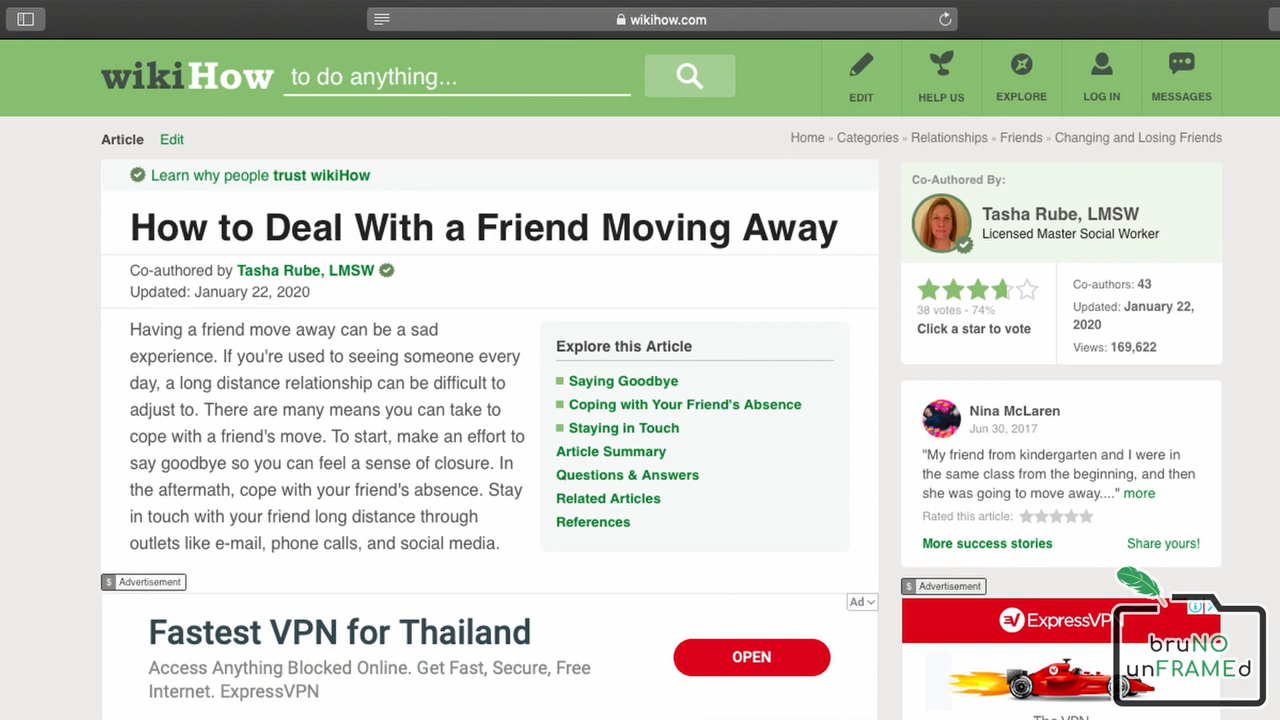 wikihow.com
wikiHow to do anything...
EDIT
HELP US
EXPLORE
LOG IN
MESSAGES
Article Edit
Home » Categories » Relationships » Friends » Changing and Losing Friends
Learn why people trust wikiHow
How to Deal With a Friend Moving Away
Co-authored by Tasha Rube, LMSW
Updated: January 22, 2020
Having a friend move away can be a sad
experience. If you're used to seeing someone every
day, a long distance relationship can be difficult to
adjust to. There are many means you can take to
cope with a friend's move. To start, make an effort to
say goodbye so you can feel a sense of closure. In
the aftermath, cope with your friend's absence. Stay
in touch with your friend long distance through
outlets like e-mail, phone calls, and social media.
Explore this Article
Saying Goodbye
Coping with Your Friend's Absence
Staying in Touch
Article Summary
Questions & Answers
Related Articles
References
$ Advertisement
Ad
Fastest VPN for Thailand
Access Anything Blocked Online. Get Fast, Secure, Free
Internet. ExpressVPN
OPEN
Co-Authored By:
Tasha Rube, LMSW
Licensed Master Social Worker
38 votes - 74%
Click a star to vote
Co-authors: 43
Updated: January 22,
2020
Views: 169,622
Nina McLaren
Jun 30, 2017
"My friend from kindergarten and I were in
the same class from the beginning, and then
she was going to move away...." more
Rated this article:
More success stories Share yours!
$ Advertisement
ExpressVPN
bruNO
unFRAMEd
The VPN